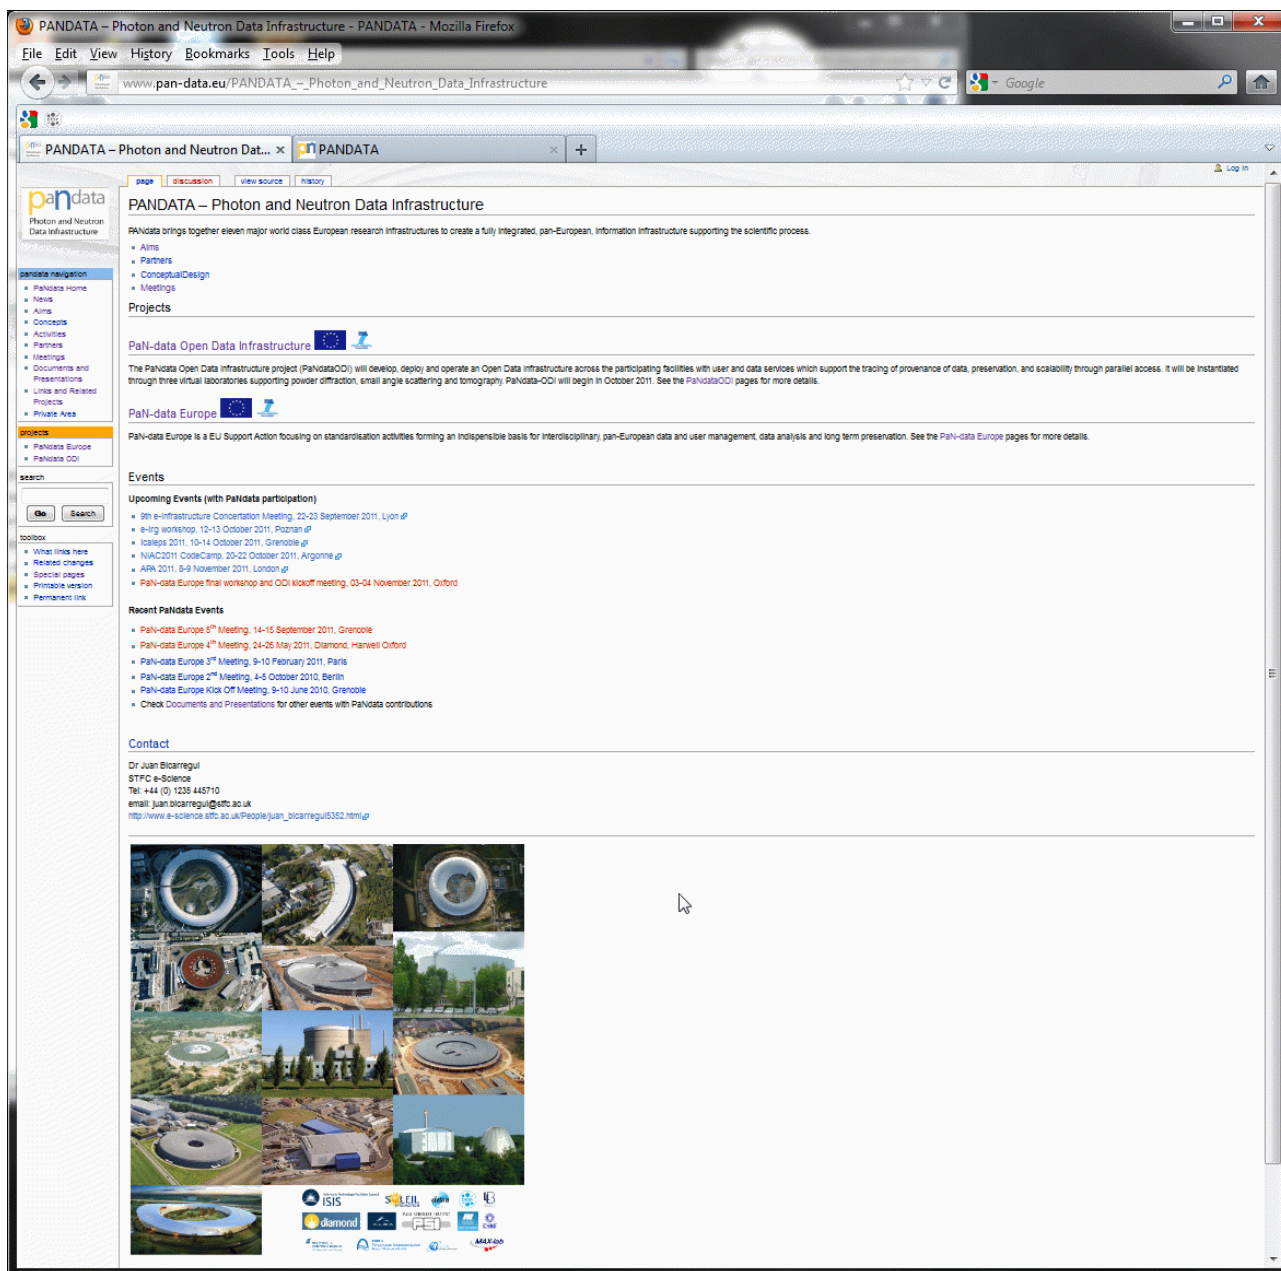 PANDATA – Photon and Neutron Data Infrastructure - PANDATA - Mozilla Firefox
File Edit View History Bookmarks Tools Help
www.pan-data.eu/PANDATA_-_Photon_and_Neutron_Data_Infrastructure
Google
PANDATA – Photon and Neutron Dat...
PANDATA
Log in
page discussion view source history
pandata
Photon and Neutron
Data Infrastructure
pandata navigation
PaNdata Home
News
Aims
Concepts
Activities
Partners
Meetings
Documents and
Presentations
Links and Related
Projects
Private Area
projects
PaNdata Europe
PaNdata ODI
search
Go Search
toolbox
What links here
Related changes
Special pages
Printable version
Permanent link
PANDATA – Photon and Neutron Data Infrastructure
PANdata brings together eleven major world class European research infrastructures to create a fully integrated, pan-European, information infrastructure supporting the scientific process.
Aims
Partners
ConceptualDesign
Meetings
Projects
PaN-data Open Data Infrastructure
The PaNdata Open Data Infrastructure project (PaNdataODI) will develop, deploy and operate an Open Data Infrastructure across the participating facilities with user and data services which support the tracing of provenance of data, preservation, and scalability through parallel access. It will be instantiated
through three virtual laboratories supporting powder diffraction, small angle scattering and tomography. PaNdata-ODI will begin in October 2011. See the PaNdataODI pages for more details.
PaN-data Europe
PaN-data Europe is a EU Support Action focusing on standardisation activities forming an indispensible basis for interdisciplinary, pan-European data and user management, data analysis and long term preservation. See the PaN-data Europe pages for more details.
Events
Upcoming Events (with PaNdata participation)
9th e-Infrastructure Concertation Meeting, 22-23 September 2011, Lyon
e-irg workshop, 12-13 October 2011, Poznan
Icaleps 2011, 10-14 October 2011, Grenoble
NIAC2011 CodeCamp, 20-22 October 2011, Argonne
APA 2011, 8-9 November 2011, London
PaN-data Europe final workshop and ODI kickoff meeting, 03-04 November 2011, Oxford
Recent PaNdata Events
PaN-data Europe 5th Meeting, 14-15 September 2011, Grenoble
PaN-data Europe 4th Meeting, 24-26 May 2011, Diamond, Harwell Oxford
PaN-data Europe 3rd Meeting, 9-10 February 2011, Paris
PaN-data Europe 2nd Meeting, 4-5 October 2010, Berlin
PaN-data Europe Kick Off Meeting, 9-10 June 2010, Grenoble
Check Documents and Presentations for other events with PaNdata contributions
Contact
Dr Juan Bicarregui
STFC e-Science
Tel: +44 (0) 1235 445710
email: juan.bicarregui@stfc.ac.uk
http://www.e-science.stfc.ac.uk/People/juan_bicarregui5352.html
ISIS SOLEIL elettra
diamond PSI
MAX-lab